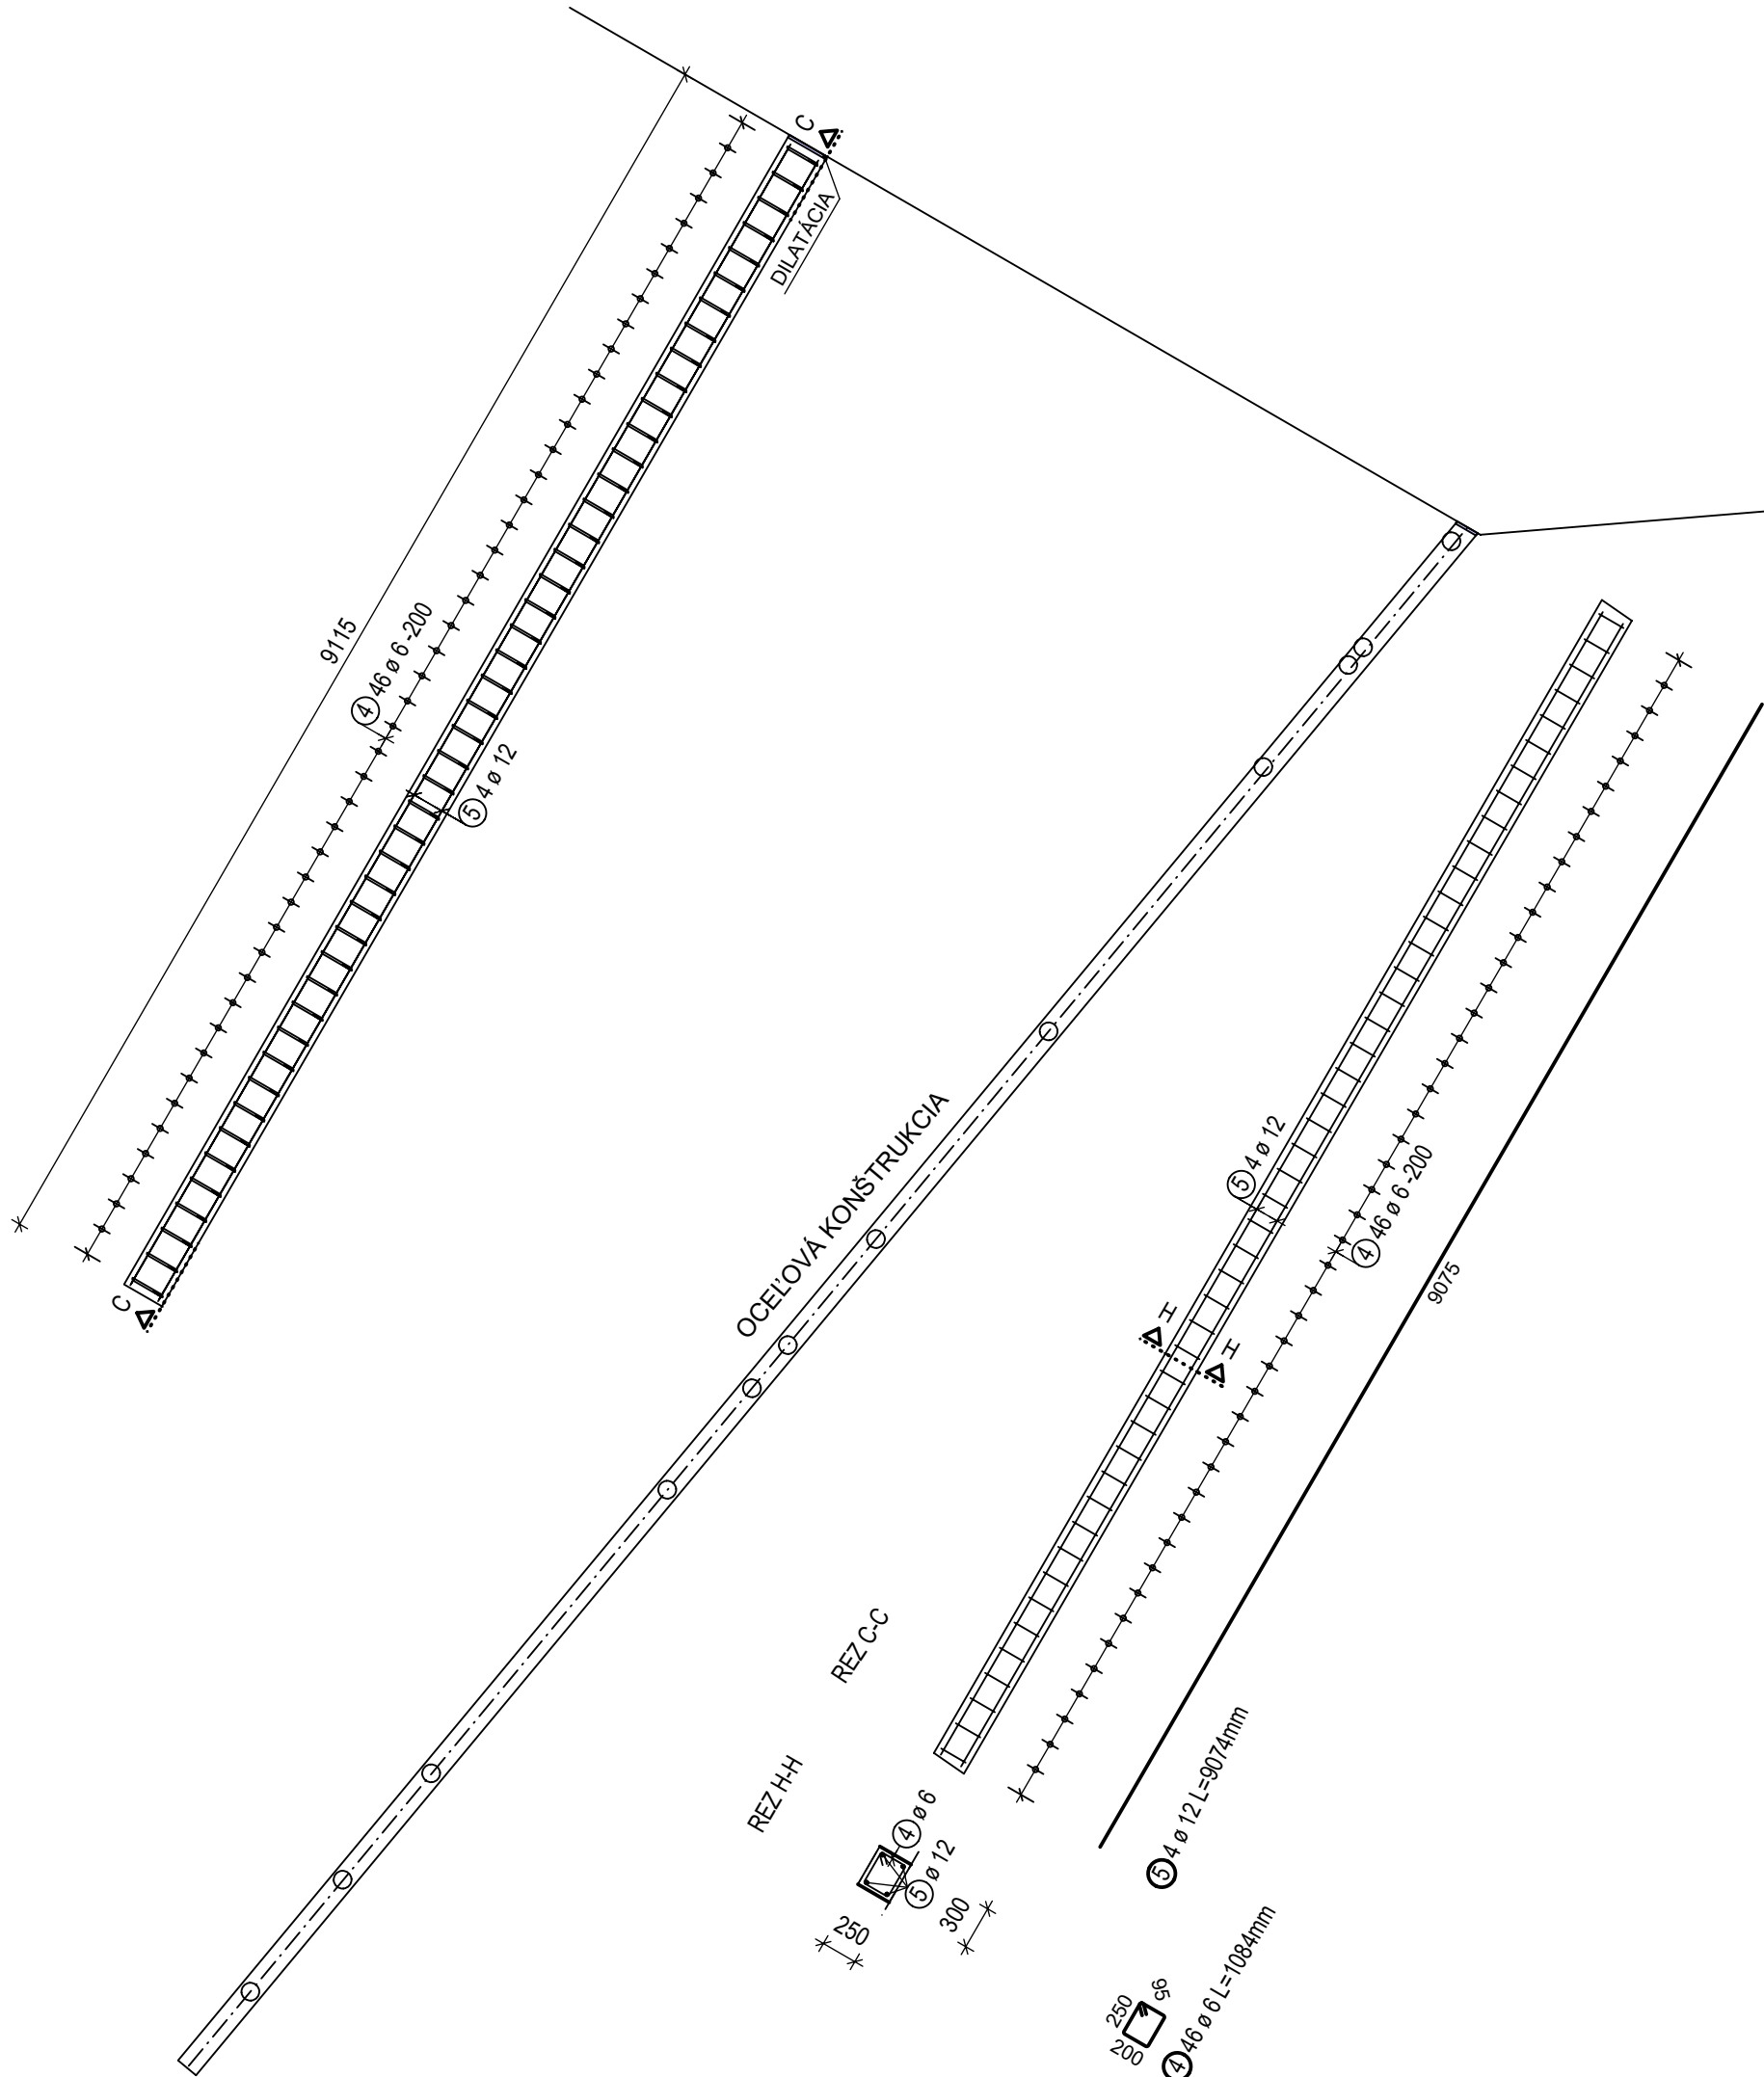 C
DILATÁCIA
9115
4 46 ø 6 -200
5 4 ø 12
C
OCEĽOVÁ KONŠTRUKCIA
5 4 ø 12
4 46 ø 6 -200
H
H
9075
REZ C-C
REZ H-H
4 ø 6
5 ø 12
250
300
5 4 ø 12 L=9074mm
250
95
200
4 46 ø 6 L=1084mm